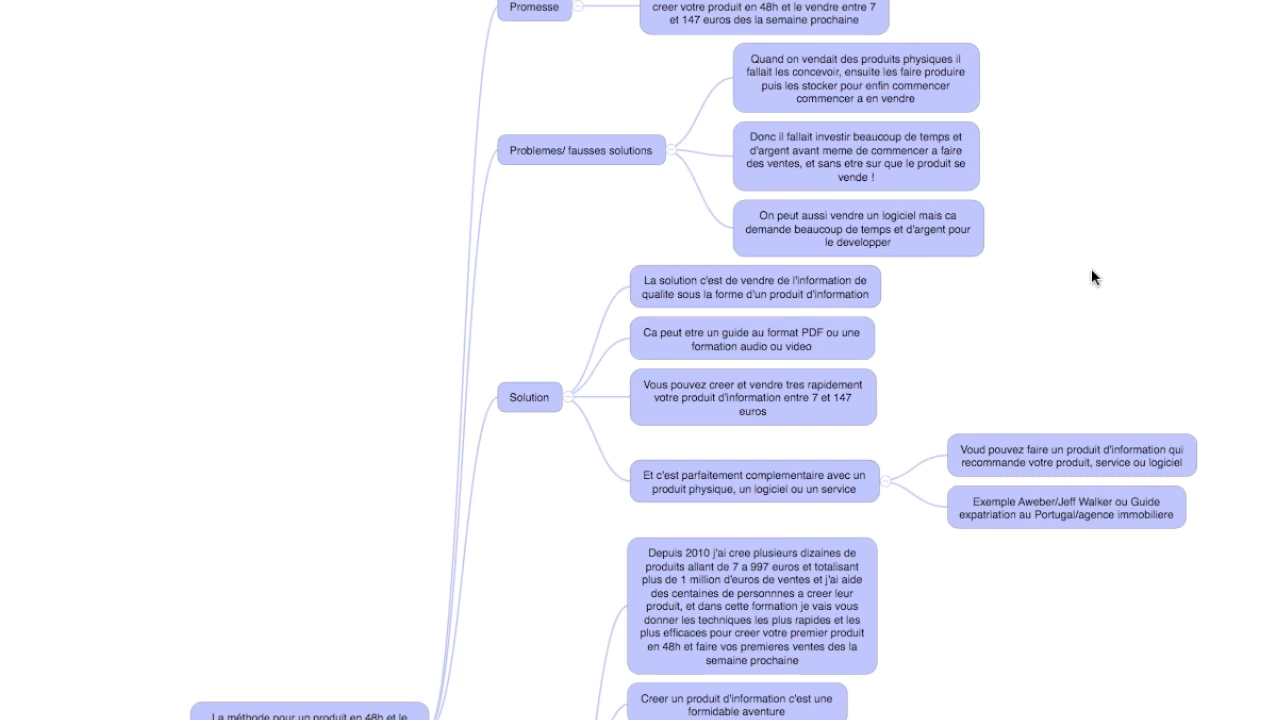 Promesse
creer votre produit en 48h et le vendre entre 7
et 147 euros des la semaine prochaine
Problemes/ fausses solutions
Quand on vendait des produits physiques il
fallait les concevoir, ensuite les faire produire
puis les stocker pour enfin commencer
commencer a en vendre
Donc il fallait investir beaucoup de temps et
d'argent avant meme de commencer a faire
des ventes, et sans etre sur que le produit se
vende !
On peut aussi vendre un logiciel mais ca
demande beaucoup de temps et d'argent pour
le developper
Solution
La solution c'est de vendre de l'information de
qualite sous la forme d'un produit d'information
Ca peut etre un guide au format PDF ou une
formation audio ou video
Vous pouvez creer et vendre tres rapidement
votre produit d'information entre 7 et 147
euros
Et c'est parfaitement complementaire avec un
produit physique, un logiciel ou un service
Voud pouvez faire un produit d'information qui
recommande votre produit, service ou logiciel
Exemple Aweber/Jeff Walker ou Guide
expatriation au Portugal/agence immobiliere
Depuis 2010 j'ai cree plusieurs dizaines de
produits allant de 7 a 997 euros et totalisant
plus de 1 million d'euros de ventes et j'ai aide
des centaines de personnnes a creer leur
produit, et dans cette formation je vais vous
donner les techniques les plus rapides et les
plus efficaces pour creer votre premier produit
en 48h et faire vos premieres ventes des la
semaine prochaine
Creer un produit d'information c'est une
formidable aventure
La méthode pour un produit en 48h et le